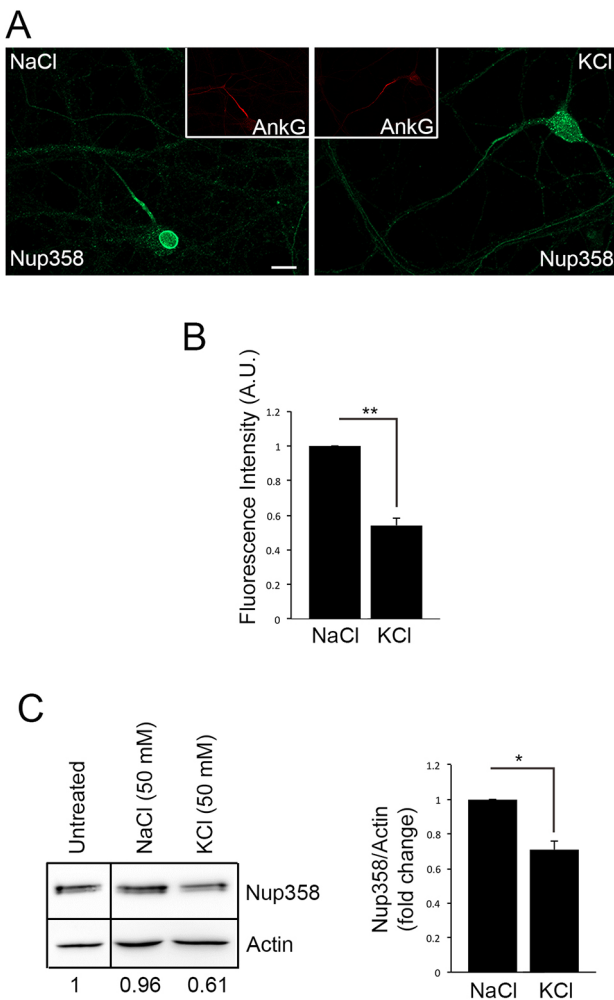 A
NaCl
AnkG
Nup358
KCl
AnkG
Nup358
B
Fluorescence Intensity (A.U.)
1.2
1
0.8
0.6
0.4
0.2
0
**
NaCl KCl
C
Untreated
NaCl (50 mM)
KCl (50 mM)
Nup358
Actin
1 0.96 0.61
Nup358/Actin
(fold change)
1.2
1
0.8
0.6
0.4
0.2
0
*
NaCl KCl